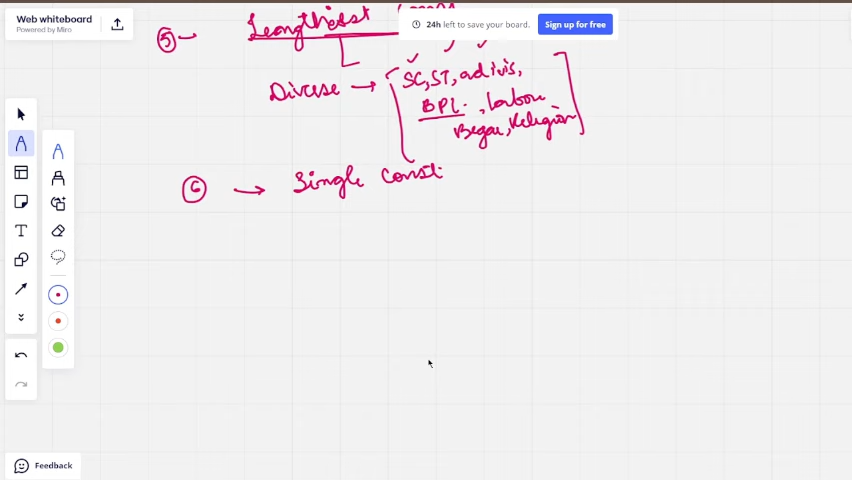 Web whiteboard
Powered by Miro
24h left to save your board.
Sign up for free
5 -
Diverse → SC, ST, adivis,
BPL, labour
Begar, Religion
6 → Single Consti
Feedback